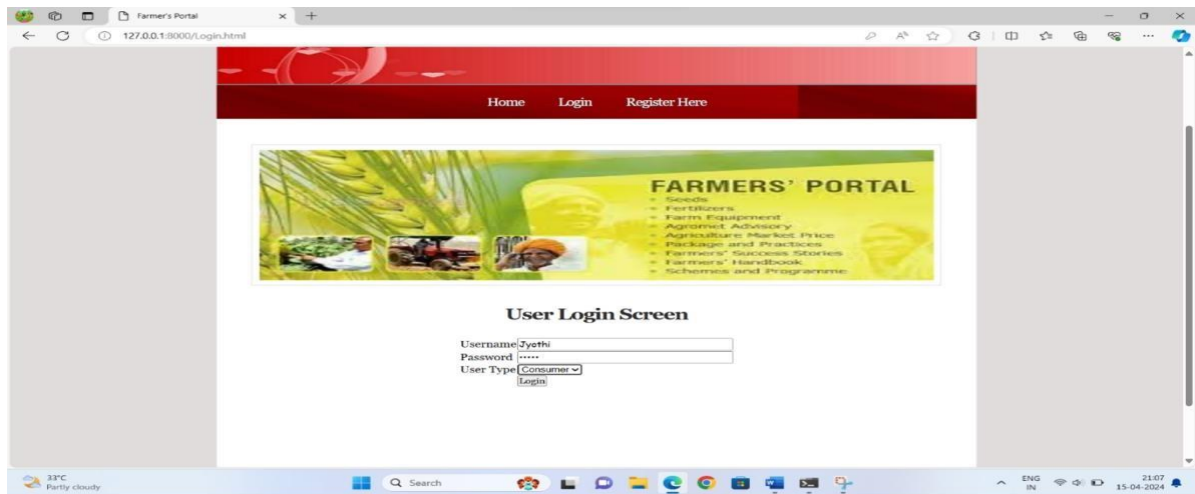 Farmer's Portal
127.0.0.1:8000/Login.html
Home Login Register Here
FARMERS' PORTAL
Seeds
Fertilizers
Farm Equipment
Agromet Advisory
Agriculture Market Price
Package and Practices
Farmers' Success Stories
Farmers' Handbook
Schemes and Programme
User Login Screen
Username Jyothi
Password •••••
User Type Consumer
Login
33°C
Partly cloudy
Search
ENG
IN
21:07
15-04-2024